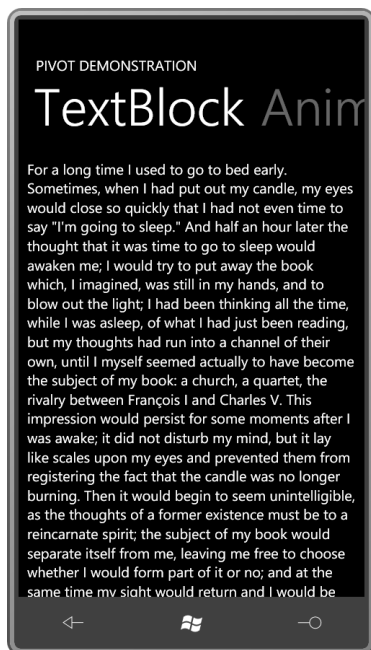 PIVOT DEMONSTRATION
TextBlock Anim
For a long time I used to go to bed early.
Sometimes, when I had put out my candle, my eyes
would close so quickly that I had not even time to
say "I'm going to sleep." And half an hour later the
thought that it was time to go to sleep would
awaken me; I would try to put away the book
which, I imagined, was still in my hands, and to
blow out the light; I had been thinking all the time,
while I was asleep, of what I had just been reading,
but my thoughts had run into a channel of their
own, until I myself seemed actually to have become
the subject of my book: a church, a quartet, the
rivalry between François I and Charles V. This
impression would persist for some moments after I
was awake; it did not disturb my mind, but it lay
like scales upon my eyes and prevented them from
registering the fact that the candle was no longer
burning. Then it would begin to seem unintelligible,
as the thoughts of a former existence must be to a
reincarnate spirit; the subject of my book would
separate itself from me, leaving me free to choose
whether I would form part of it or no; and at the
same time my sight would return and I would be